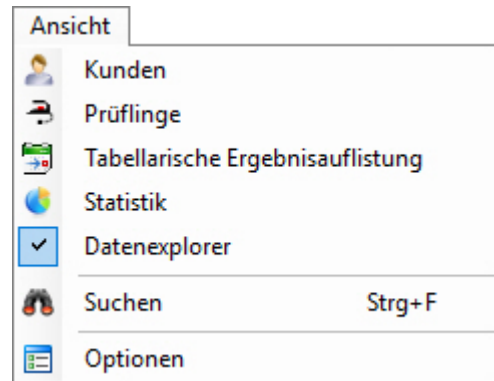 Ansicht
Kunden
Prüflinge
Tabellarische Ergebnisauflistung
Statistik
Datenexplorer
Suchen Strg+F
Optionen